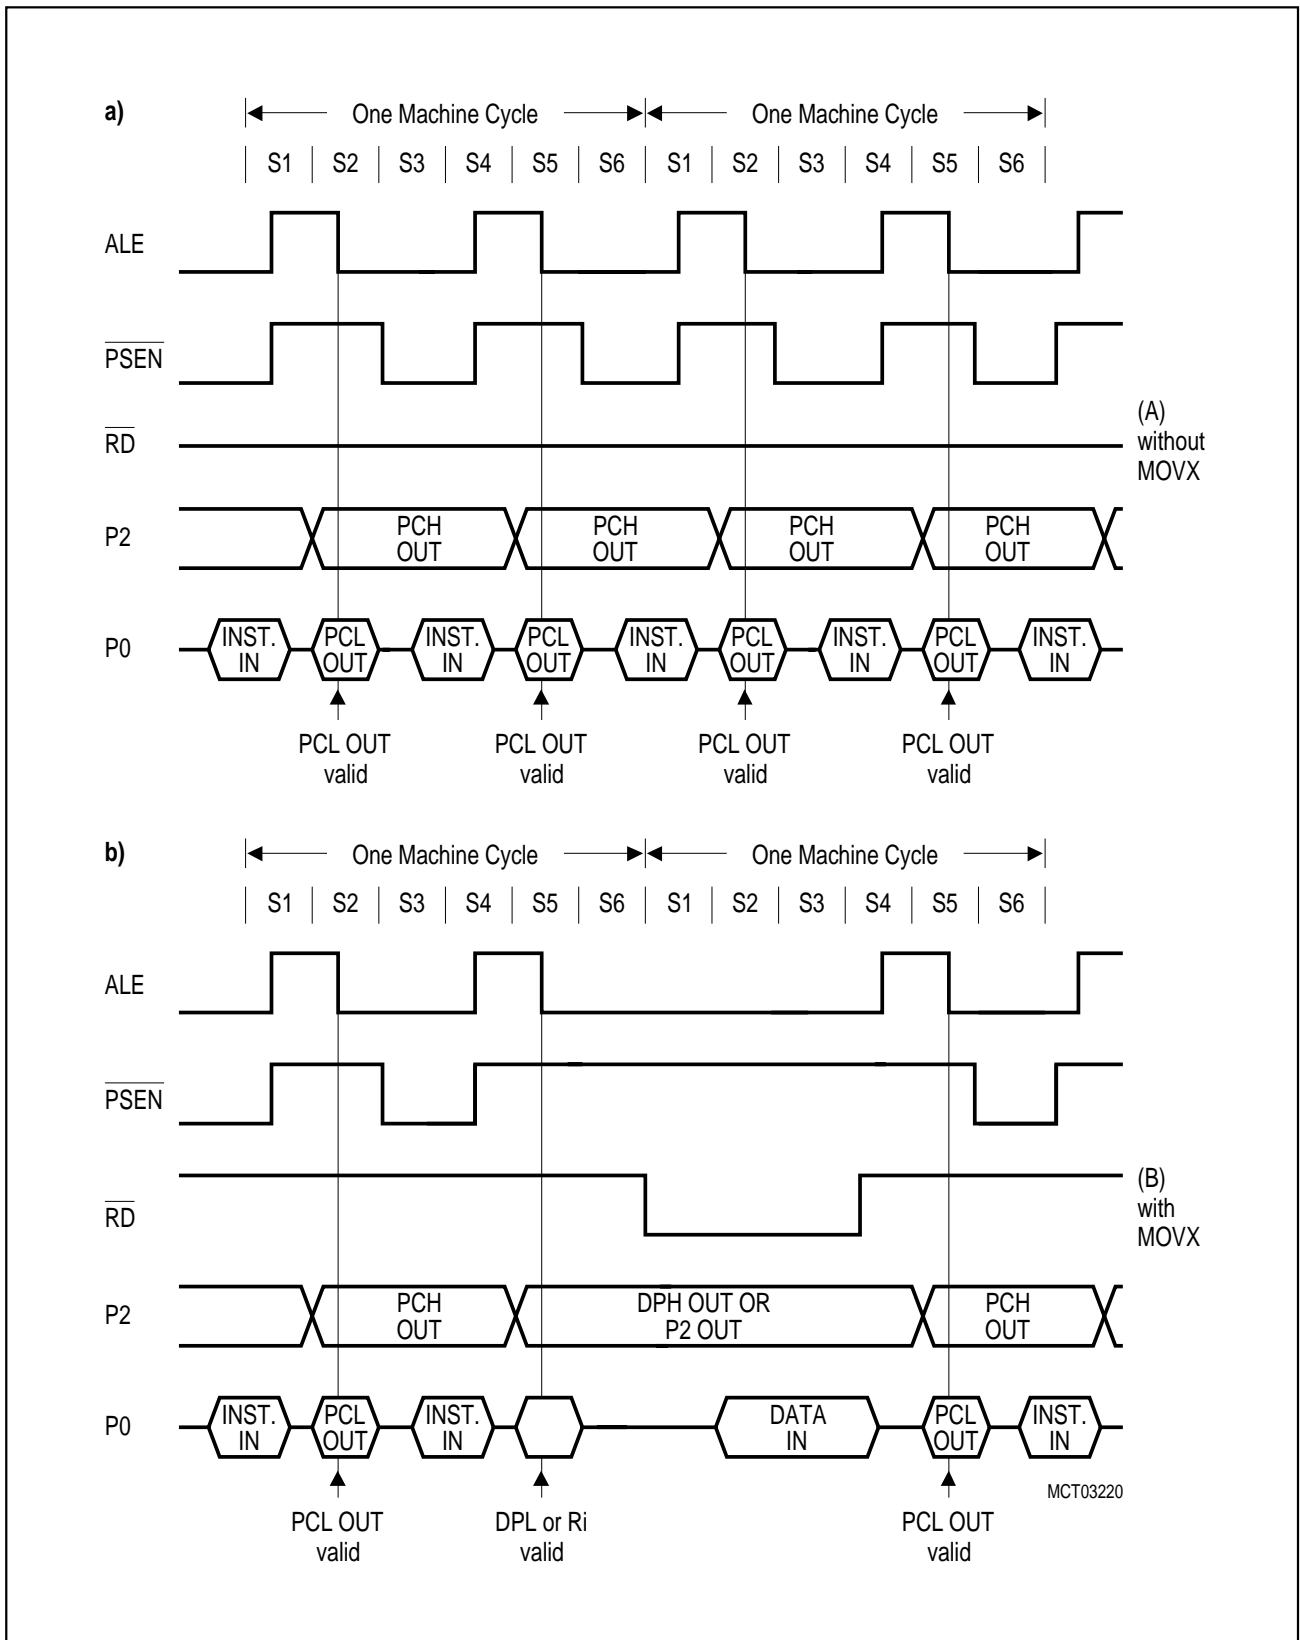 a)
One Machine Cycle One Machine Cycle
S1 S2 S3 S4 S5 S6 S1 S2 S3 S4 S5 S6
ALE
PSEN
(A)
RD
without
MOVX
P2
PCH PCH PCH PCH
OUT OUT OUT OUT
P0
INST. PCL INST. PCL INST. PCL INST. PCL INST.
IN OUT IN OUT IN OUT IN OUT IN
PCL OUT PCL OUT PCL OUT PCL OUT
valid valid valid valid
b)
One Machine Cycle One Machine Cycle
S1 S2 S3 S4 S5 S6 S1 S2 S3 S4 S5 S6
ALE
PSEN
(B)
RD
with
MOVX
P2
PCH DPH OUT OR PCH
OUT P2 OUT OUT
P0
INST. PCL INST. DATA PCL INST.
IN OUT IN IN OUT IN
MCT03220
PCL OUT DPL or Ri PCL OUT
valid valid valid